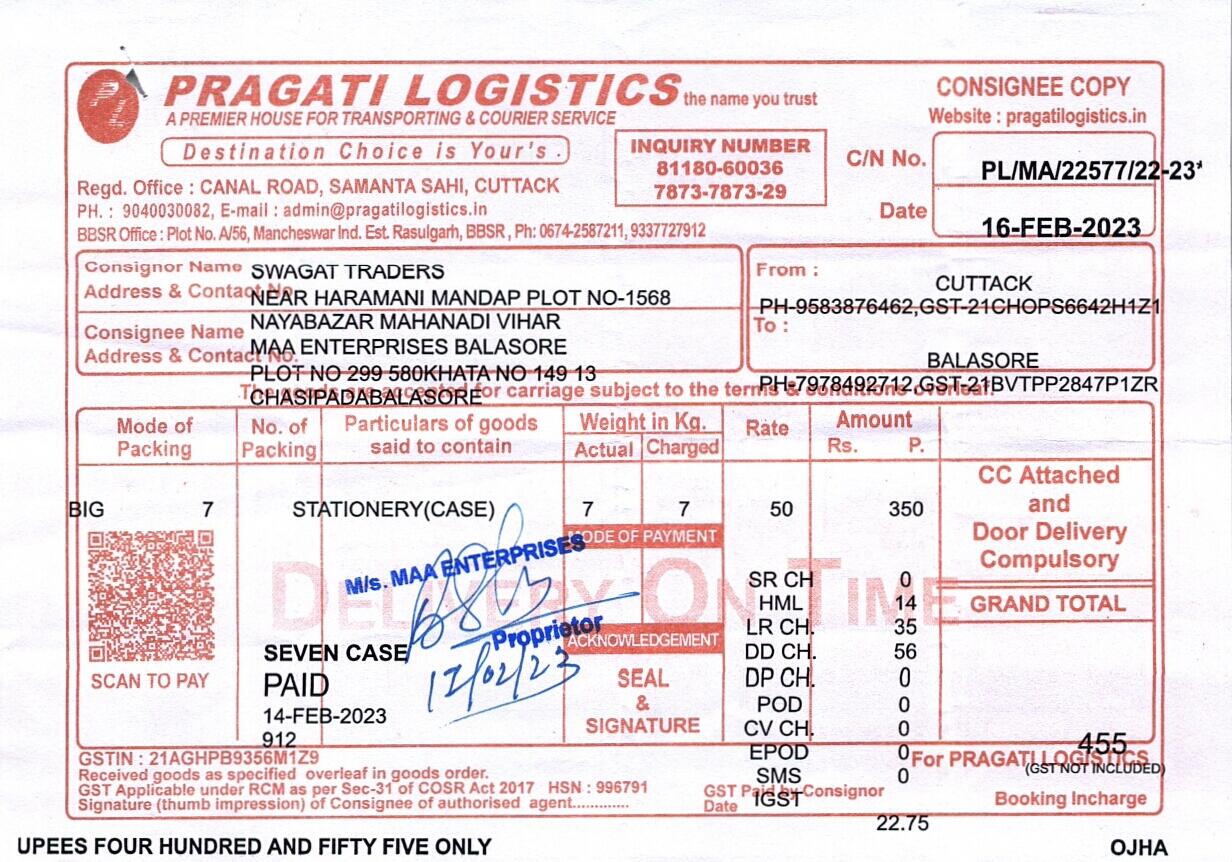 PRAGATI LOGISTICS the name you trust
A PREMIER HOUSE FOR TRANSPORTING & COURIER SERVICE
Destination Choice is Your's .
CONSIGNEE COPY
Website : pragatilogistics.in
INQUIRY NUMBER
81180-60036
7873-7873-29
C/N No. PL/MA/22577/22-23'
Date 16-FEB-2023
Regd. Office : CANAL ROAD, SAMANTA SAHI, CUTTACK
PH. : 9040030082, E-mail : admin@pragatilogistics.in
BBSR Office : Plot No. A/56, Mancheswar Ind. Est. Rasulgarh, BBSR , Ph: 0674-2587211, 9337727912
Consignor Name SWAGAT TRADERS
Address & Contact No. NEAR HARAMANI MANDAP PLOT NO-1568
NAYABAZAR MAHANADI VIHAR
Consignee Name
MAA ENTERPRISES BALASORE
Address & Contact No.
PLOT NO 299 580KHATA NO 149 13
CHASIPADABALASORE
From :
CUTTACK
PH-9583876462,GST-21CHOPS6642H1Z1
To :
BALASORE
PH-7978492712,GST-21BVTPP2847P1ZR
The goods are accepted for carriage subject to the terms & conditions overleaf!
Mode of Packing
No. of Packing
Particulars of goods said to contain
Weight in Kg.
Actual Charged
Rate
Amount
Rs. P.
BIG 7 STATIONERY(CASE) 7 7 50 350
CC Attached
and
Door Delivery
Compulsory
GRAND TOTAL
MODE OF PAYMENT
DELIVERY ON TIME
M/s. MAA ENTERPRISES
Proprietor
17/02/23
ACKNOWLEDGEMENT
SEAL
&
SIGNATURE
SCAN TO PAY
SEVEN CASE
PAID
14-FEB-2023
912
SR CH 0
HML 14
LR CH. 35
DD CH. 56
DP CH. 0
POD 0
CV CH. 0
EPOD 0
SMS 0
IGST
22.75
455
(GST NOT INCLUDED)
For PRAGATI LOGISTICS
Booking Incharge
GSTIN : 21AGHPB9356M1Z9
Received goods as specified overleaf in goods order.
GST Applicable under RCM as per Sec-31 of COSR Act 2017 HSN : 996791
Signature (thumb impression) of Consignee of authorised agent.............
GST Paid by Consignor
Date
UPEES FOUR HUNDRED AND FIFTY FIVE ONLY
OJHA